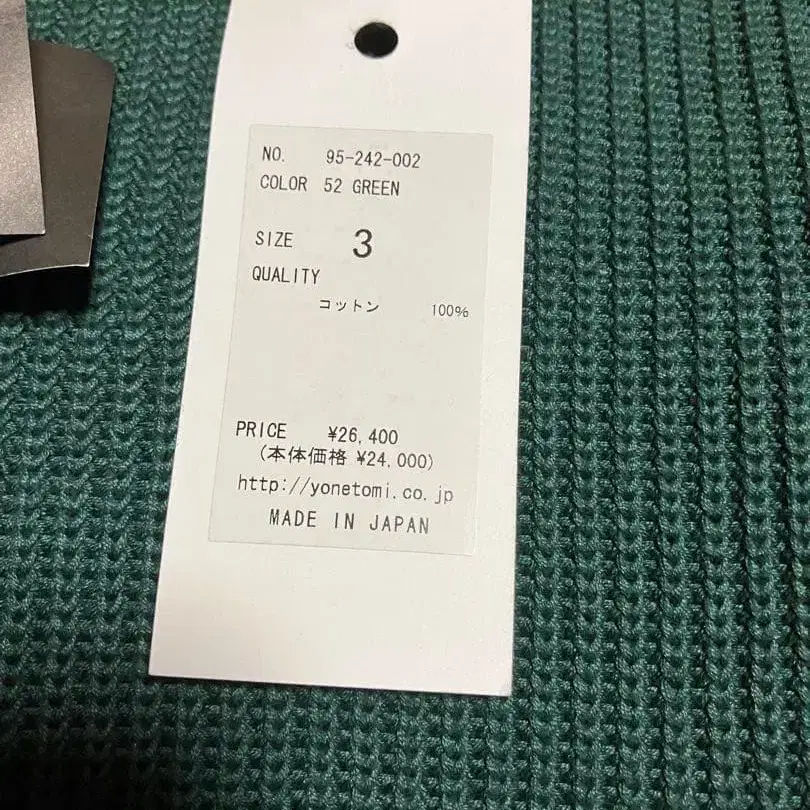 NO. 95-242-002
COLOR 52 GREEN
SIZE 3
QUALITY
コットン 100%
PRICE ¥26,400
(本体価格 ¥24,000)
http://yonetomi.co.jp
MADE IN JAPAN